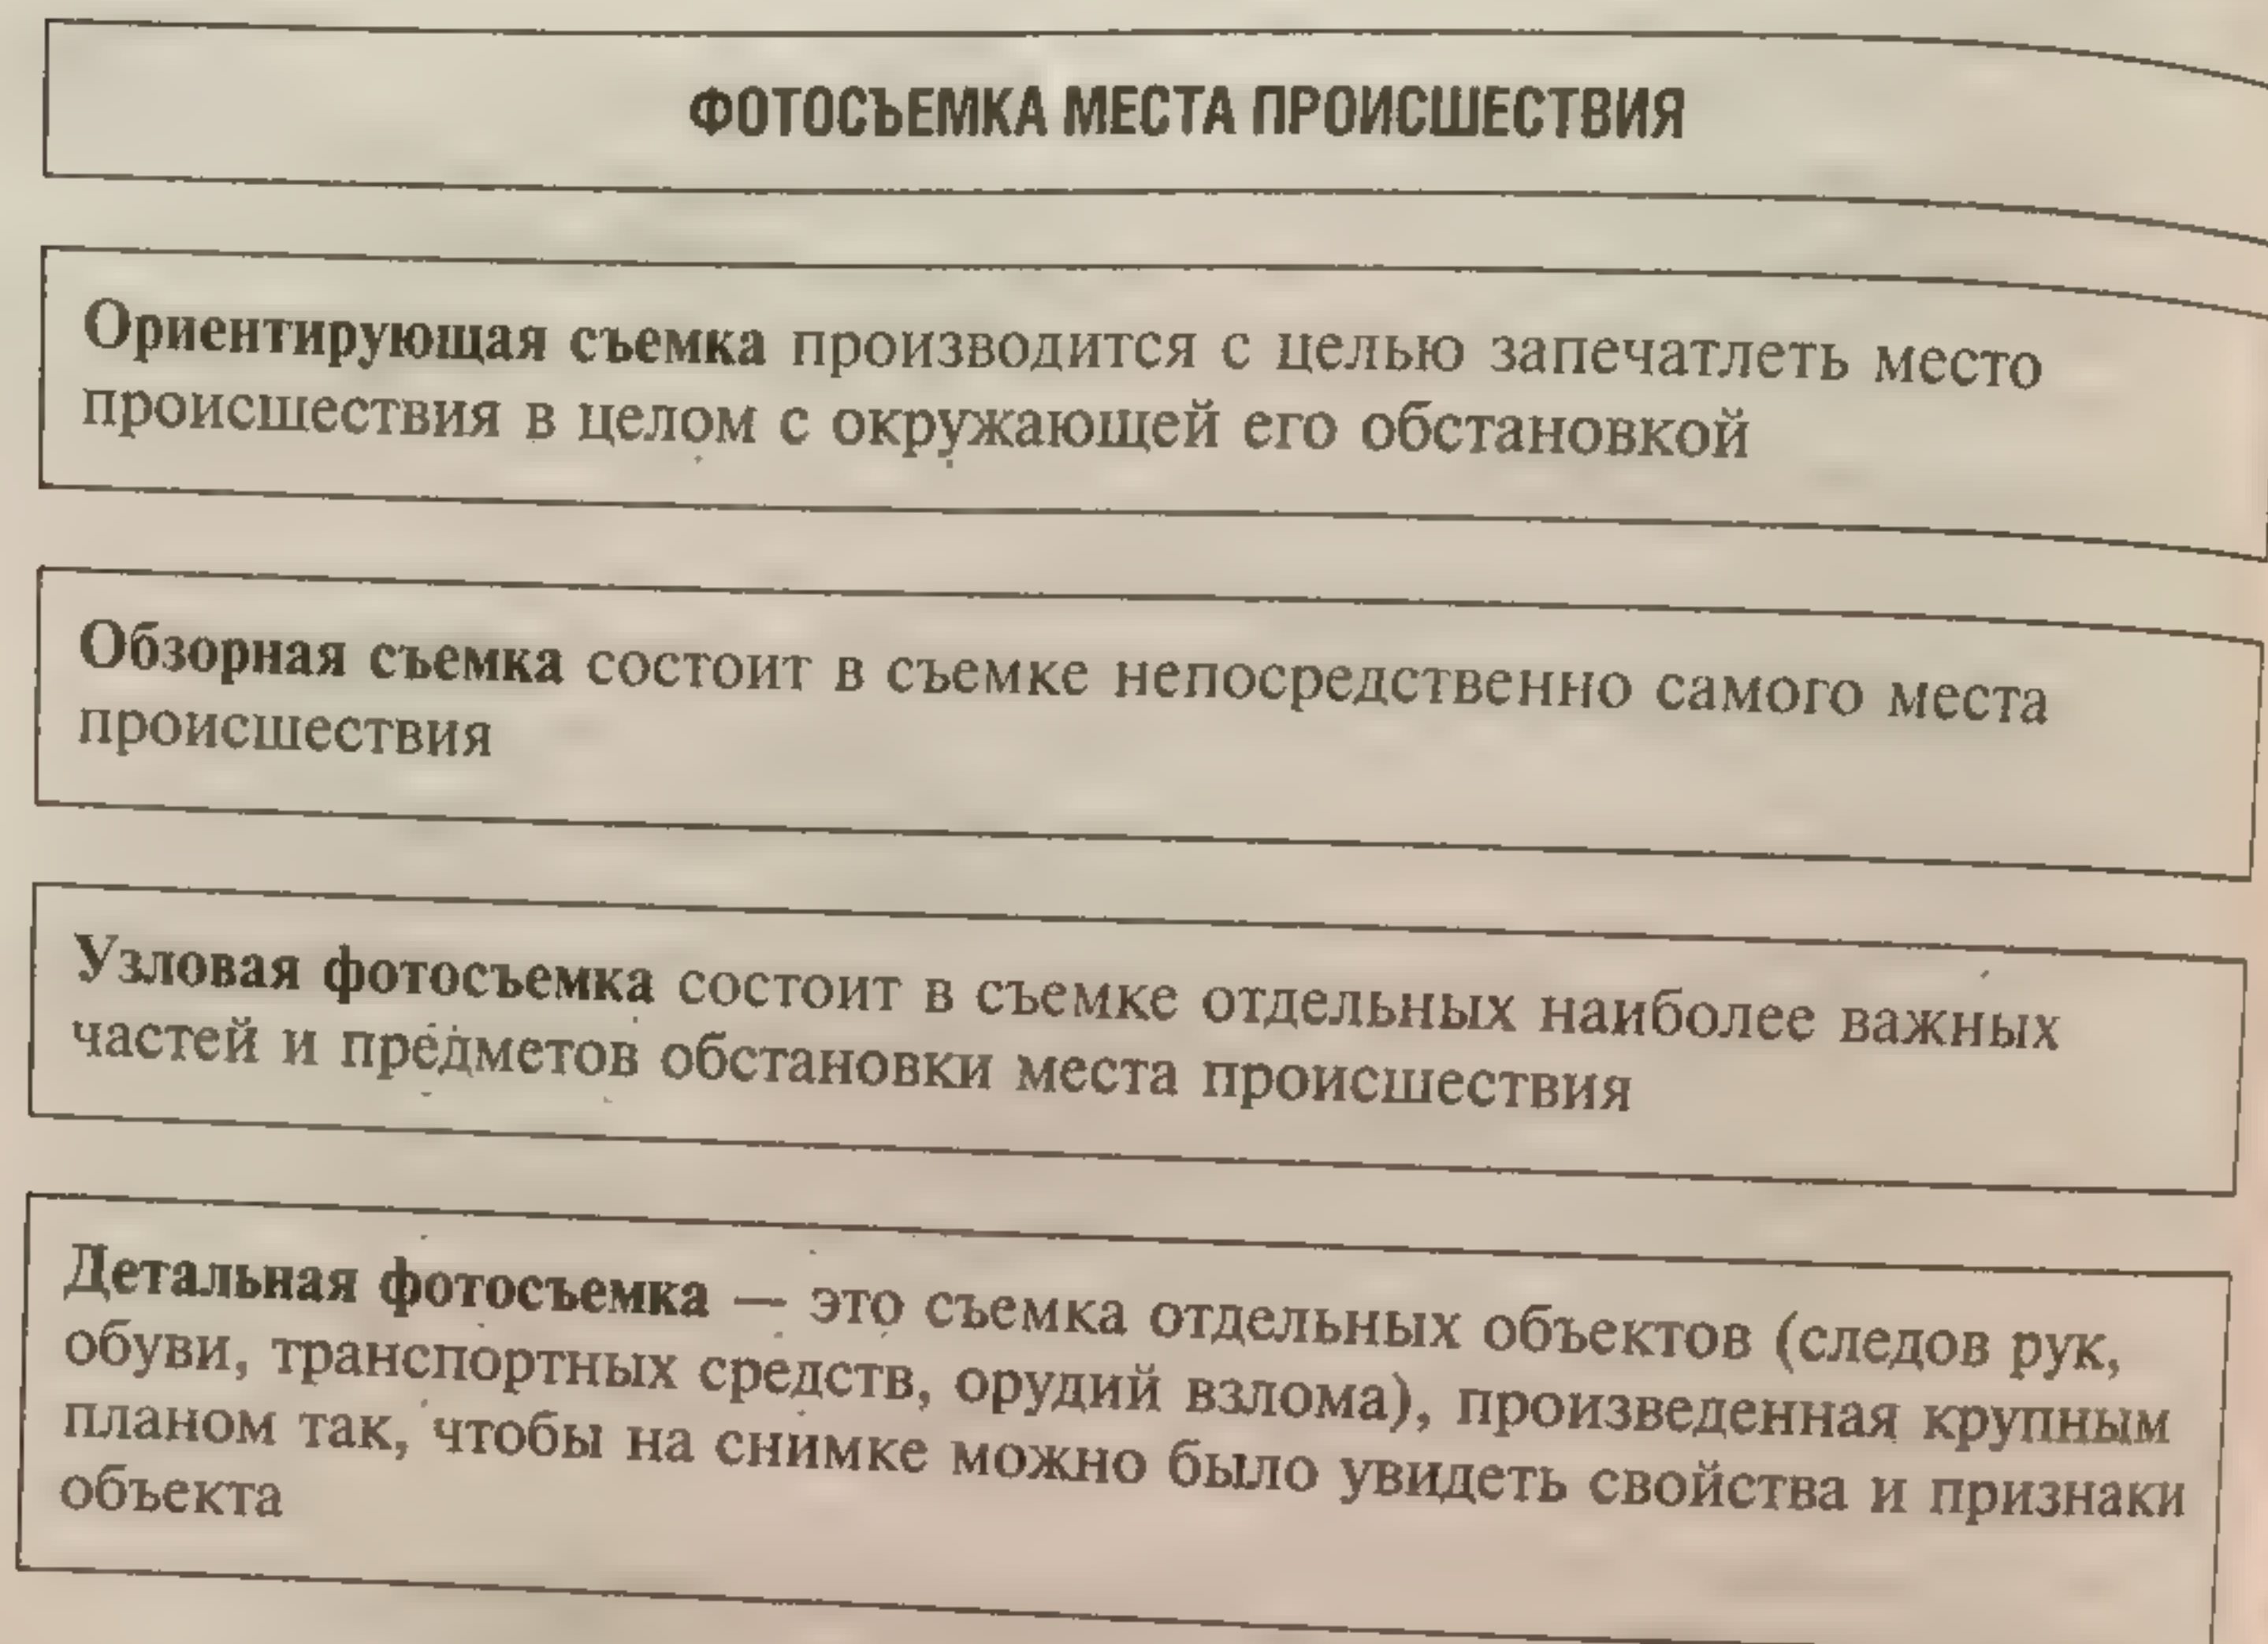 ФОТОСЪЕМКА МЕСТА ПРОИСШЕСТВИЯ
Ориентирующая съемка производится с целью запечатлеть место
происшествия в целом с окружающей его обстановкой
Обзорная съемка состоит в съемке непосредственно самого места
происшествия
Узловая фотосъемка состоит в съемке отдельных наиболее важных
частей и предметов обстановки места происшествия
Детальная фотосъемка — это съемка отдельных объектов (следов рук,
обуви, транспортных средств, орудий взлома), произведенная крупным
планом так, чтобы на снимке можно было увидеть свойства и признаки
объекта